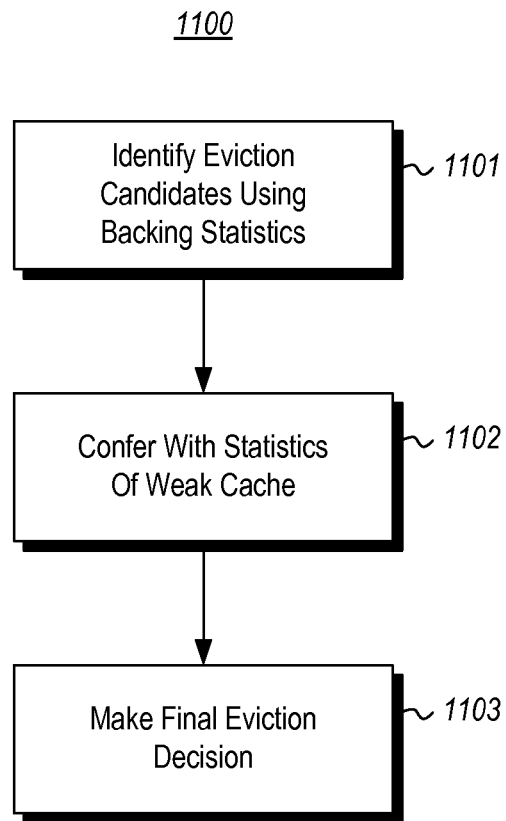 1100
Identify Eviction
Candidates Using
Backing Statistics
1101
Confer With Statistics
Of Weak Cache
1102
Make Final Eviction
Decision
1103